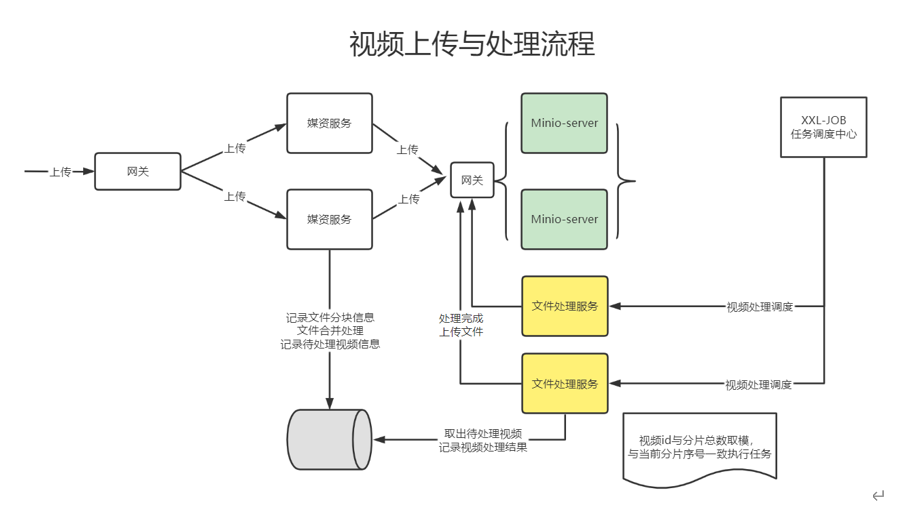 视频上传与处理流程
媒资服务
Minio-server
XXL-JOB
任务调度中心
上传
上传
上传
网关
网关
上传
上传
媒资服务
Minio-server
记录文件分块信息
文件合并处理
记录待处理视频信息
处理完成
上传文件
文件处理服务
视频处理调度
文件处理服务
视频处理调度
取出待处理视频
记录视频处理结果
视频id与分片总数取模,
与当前分片序号一致执行任务